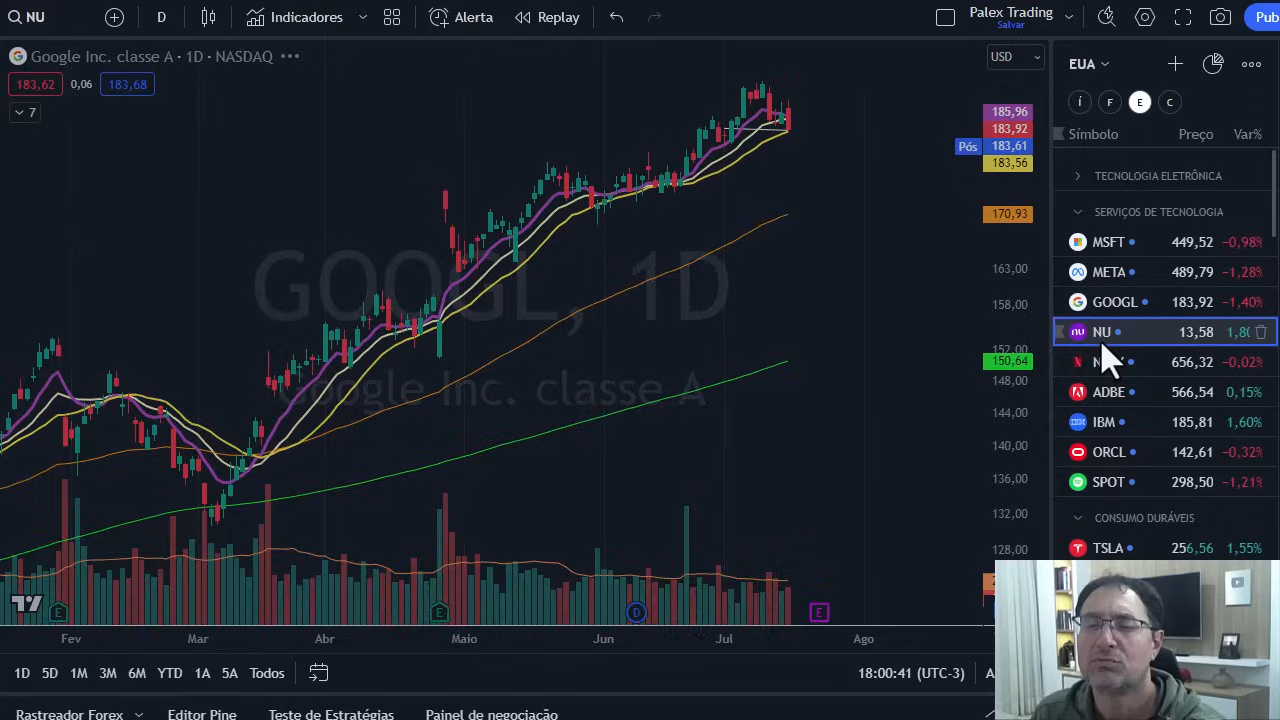 NU
D
Indicadores
Alerta
Replay
Palex Trading
Salvar
Pub
Google Inc. classe A · 1D · NASDAQ
USD
183,62
0,06
183,68
7
GOOGL, 1D
Google Inc. classe A
185,96
183,92
Pós 183,61
183,56
170,93
163,00
158,00
152,00
150,64
148,00
144,00
140,00
136,00
132,00
128,00
E
E
D
E
Fev
Mar
Abr
Maio
Jun
Jul
Ago
1D
5D
1M
3M
6M
YTD
1A
5A
Todos
18:00:41 (UTC-3)
Rastreador Forex
Editor Pine
Teste de Estratégias
Painel de negociação
EUA
Í
F
E
C
Símbolo Preço Var%
TECNOLOGIA ELETRÔNICA
SERVIÇOS DE TECNOLOGIA
MSFT 449,52 −0,98%
META 489,79 −1,28%
GOOGL 183,92 −1,40%
NU 13,58 1,80
656,32 −0,02%
ADBE 566,54 0,15%
IBM 185,81 1,60%
ORCL 142,61 −0,32%
SPOT 298,50 −1,21%
CONSUMO DURÁVEIS
TSLA 256,56 1,55%